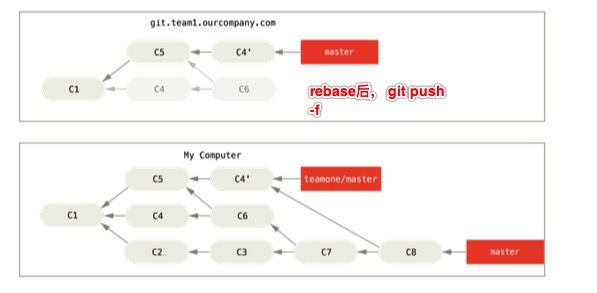 git.team1.ourcompany.com
C5 C4' master
C1 C4 C6
rebase后， git push
-f
My Computer
C5 C4' teamone/master
C1 C4 C6
C2 C3 C7 C8 master